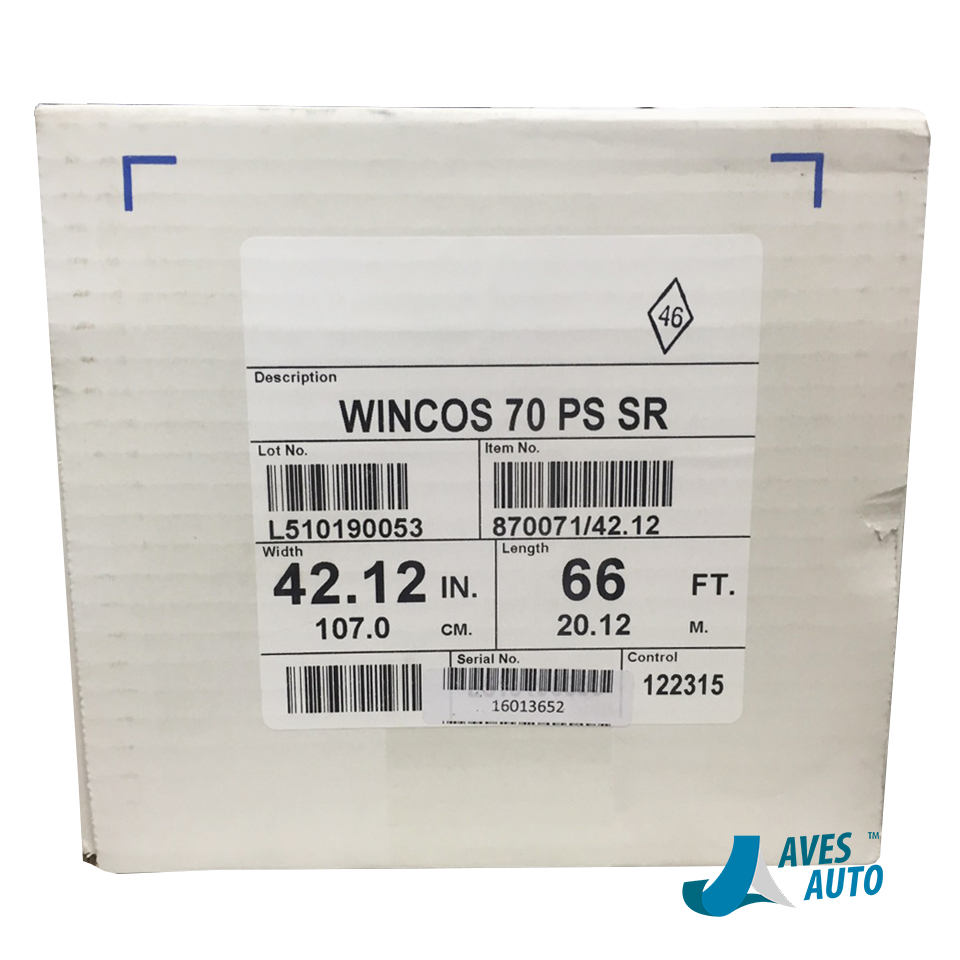 46
Description
WINCOS 70 PS SR
Lot No.
L510190053
Item No.
870071/42.12
Width
42.12 IN.
107.0 CM.
Length
66 FT.
20.12 M.
Serial No.
16013652
Control
122315
AVES ™
AUTO